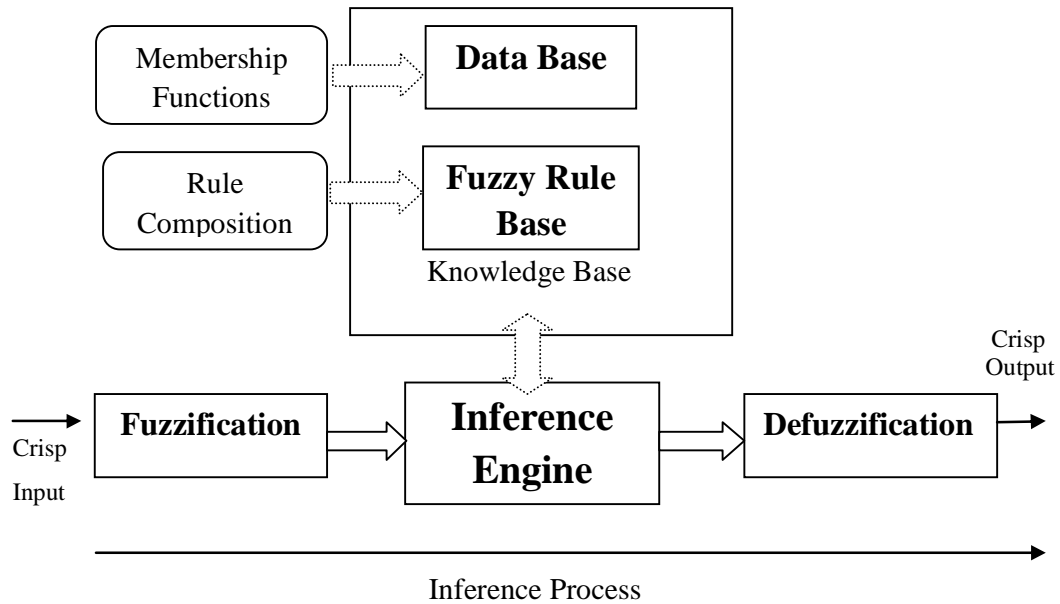 Membership
Functions
Data Base
Rule
Composition
Fuzzy Rule
Base
Knowledge Base
Crisp
Input
Fuzzification
Inference
Engine
Defuzzification
Crisp
Output
Inference Process